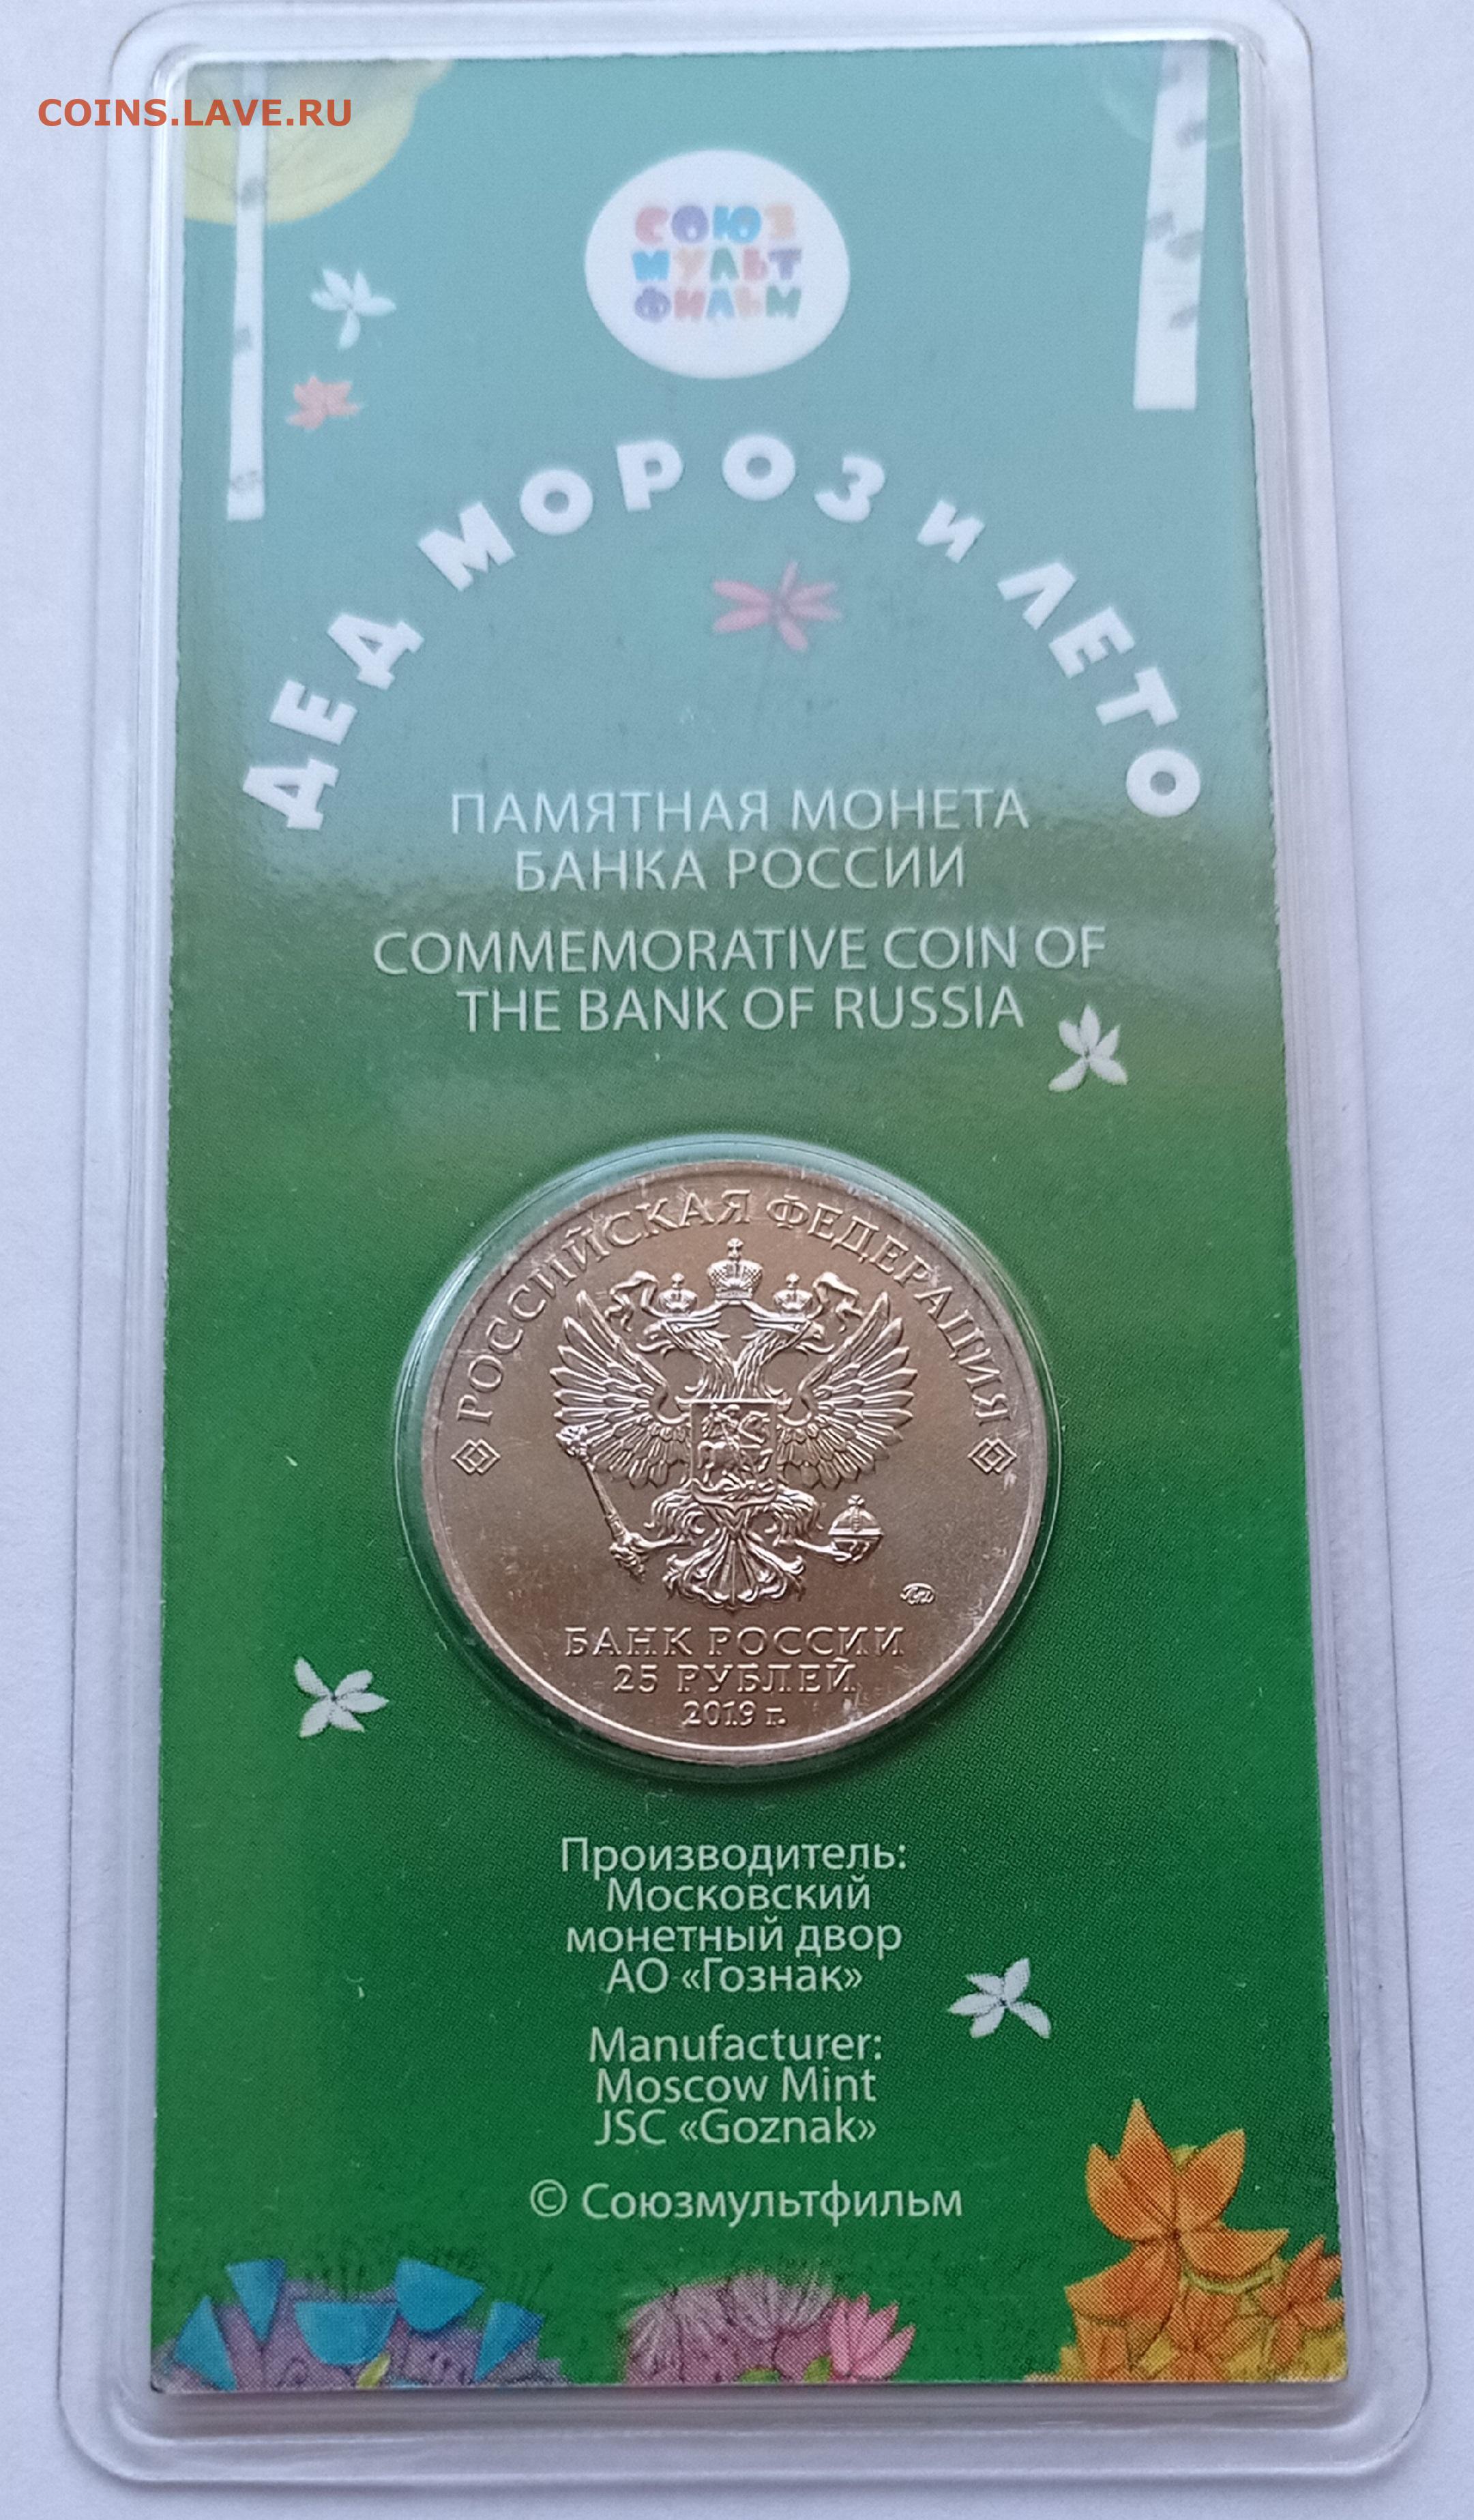 COINS.LAVE.RU
СОЮЗ
МУЛЬТ
ФИЛЬМ
ДЕД МОРОЗ и ЛЕТО
ПАМЯТНАЯ МОНЕТА
БАНКА РОССИИ
COMMEMORATIVE COIN OF
THE BANK OF RUSSIA
РОССИЙСКАЯ ФЕДЕРАЦИЯ
БАНК РОССИИ
25 РУБЛЕЙ
2019 г.
Производитель:
Московский
монетный двор
АО «Гознак»
Manufacturer:
Moscow Mint
JSC «Goznak»
© Союзмультфильм